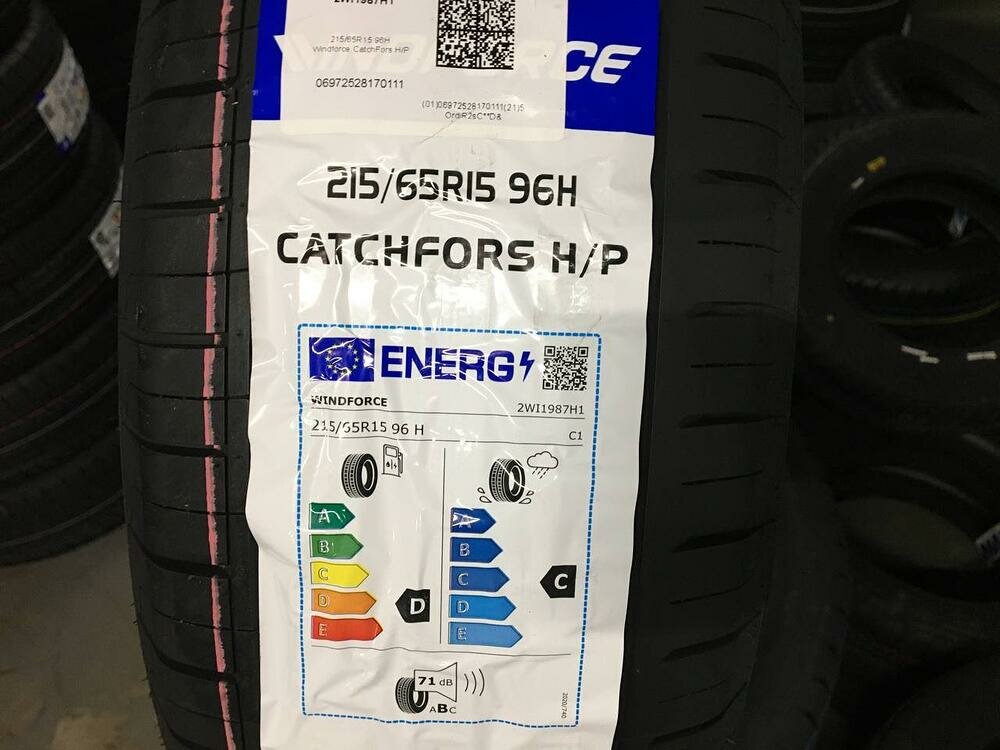 2WI1987H1
215/65R15 96H
Windforce CatchFors H/P
06972528170111
(01)06972528170111(21)5
OrdiR2sC**D&
WINDFORCE
215/65R15 96H
CATCHFORS H/P
ENERG
WINDFORCE 2WI1987H1
215/65R15 96 H C1
A A
B B
C C C
D D D
E E
71 dB
ABC
2020/740